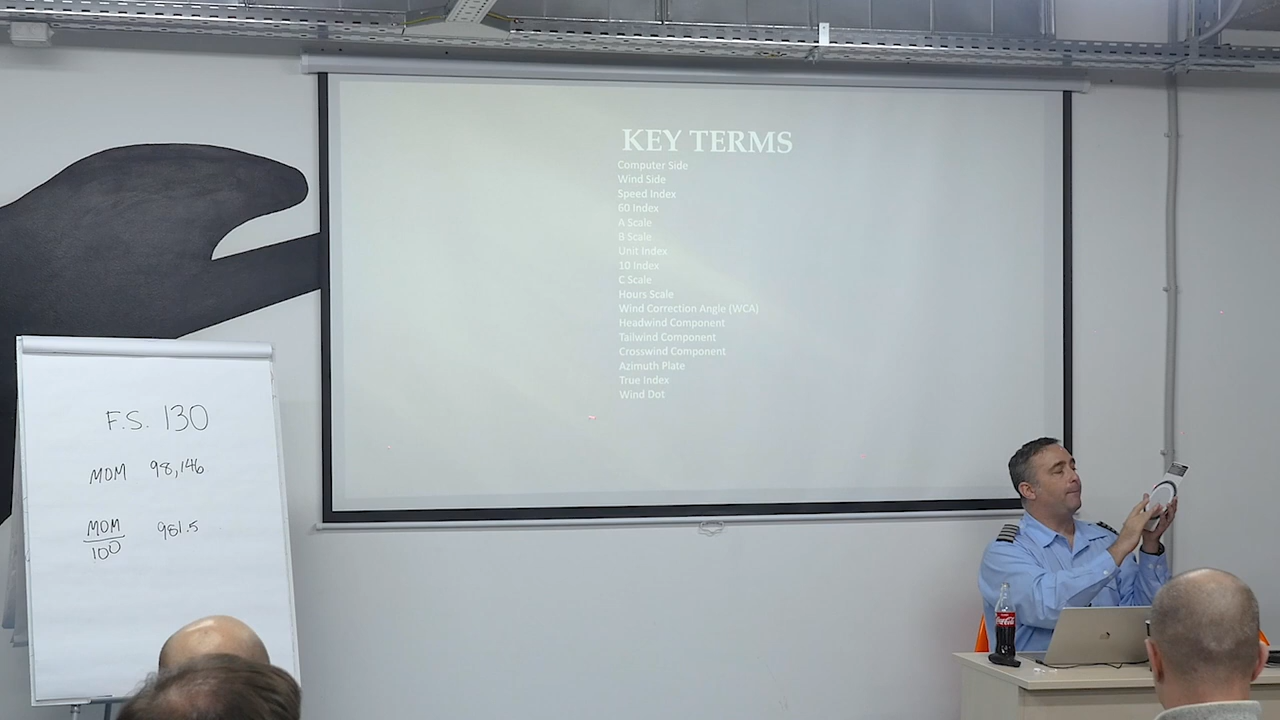 KEY TERMS
Computer Side
Wind Side
Speed Index
60 Index
A Scale
B Scale
Unit Index
10 Index
C Scale
Hours Scale
Wind Correction Angle (WCA)
Headwind Component
Tailwind Component
Crosswind Component
Azimuth Plate
True Index
Wind Dot
F.S. 130
MOM 98,146
MOM 981.5
100
Coca-Cola